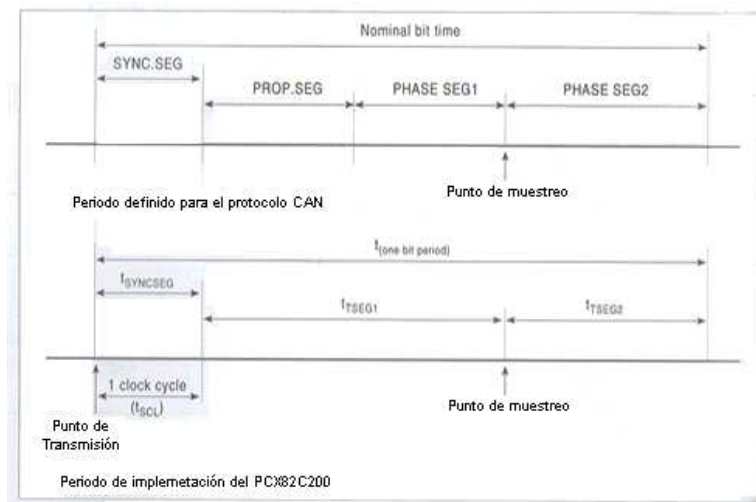 Nominal bit time
SYNC.SEG
PROP.SEG
PHASE SEG1
PHASE SEG2
Punto de muestreo
Periodo definido para el protocolo CAN
t(one bit period)
tSYNCSEG
tTSEG1
tTSEG2
1 clock cycle
(tSCL)
Punto de muestreo
Punto de
Transmisión
Periodo de implemetación del PCX82C200